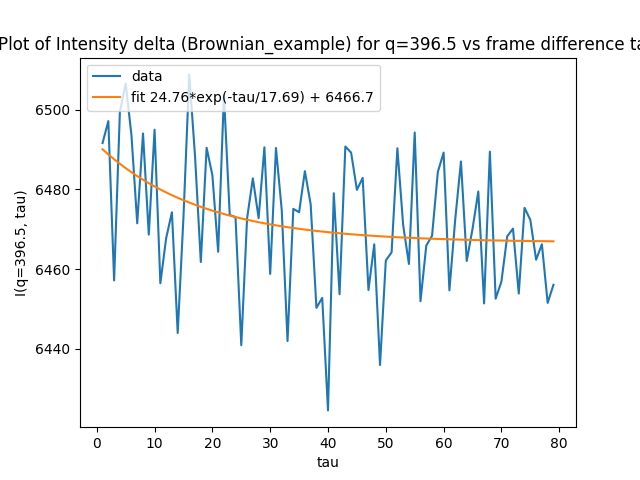 Plot of Intensity delta (Brownian_example) for q=396.5 vs frame difference ta
data
fit 24.76*exp(-tau/17.69) + 6466.7
I(q=396.5, tau)
6500
6480
6460
6440
0 10 20 30 40 50 60 70 80
tau